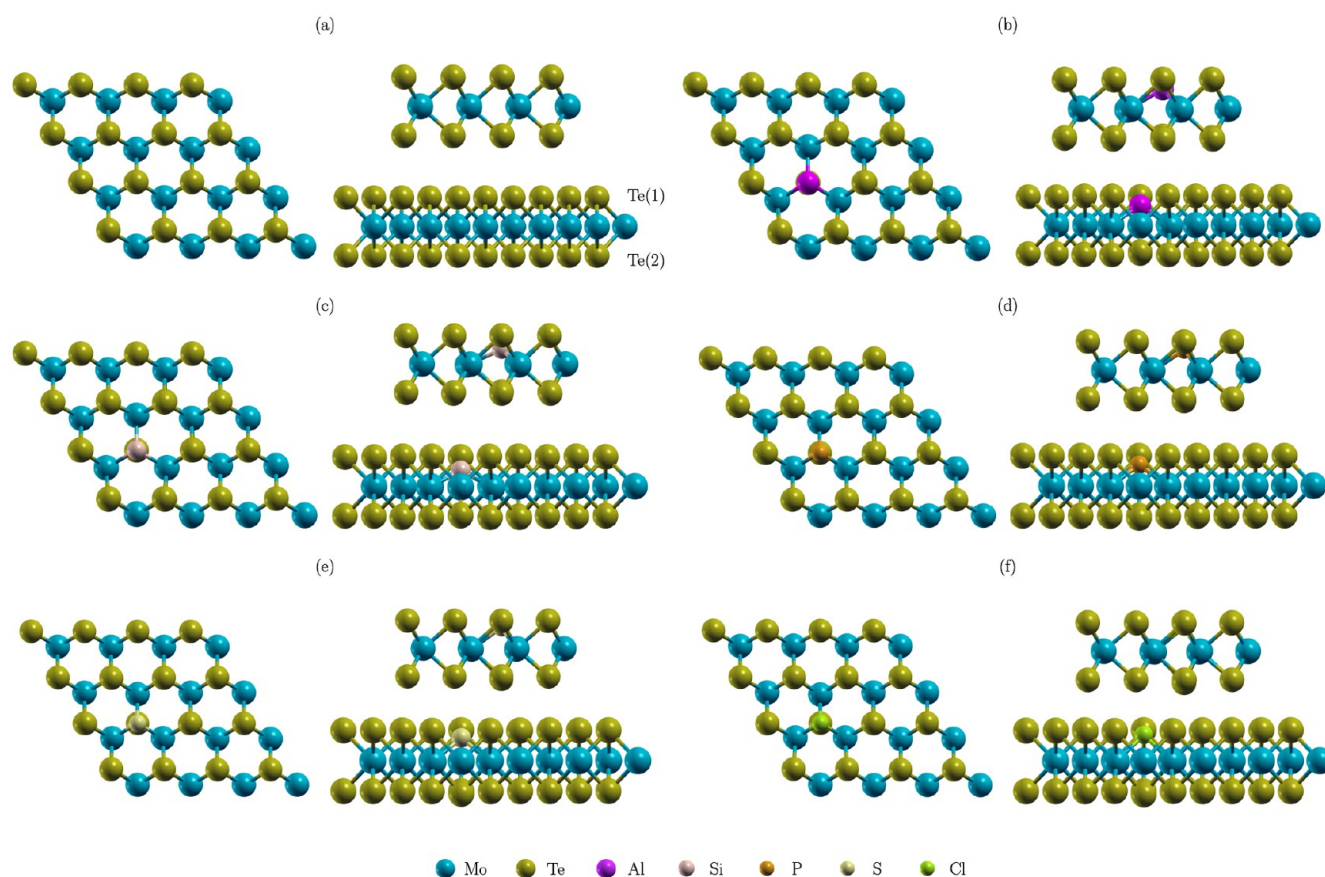 (a)
(b)
Te(1)
Te(2)
(c)
(d)
(e)
(f)
Mo Te Al Si P S Cl